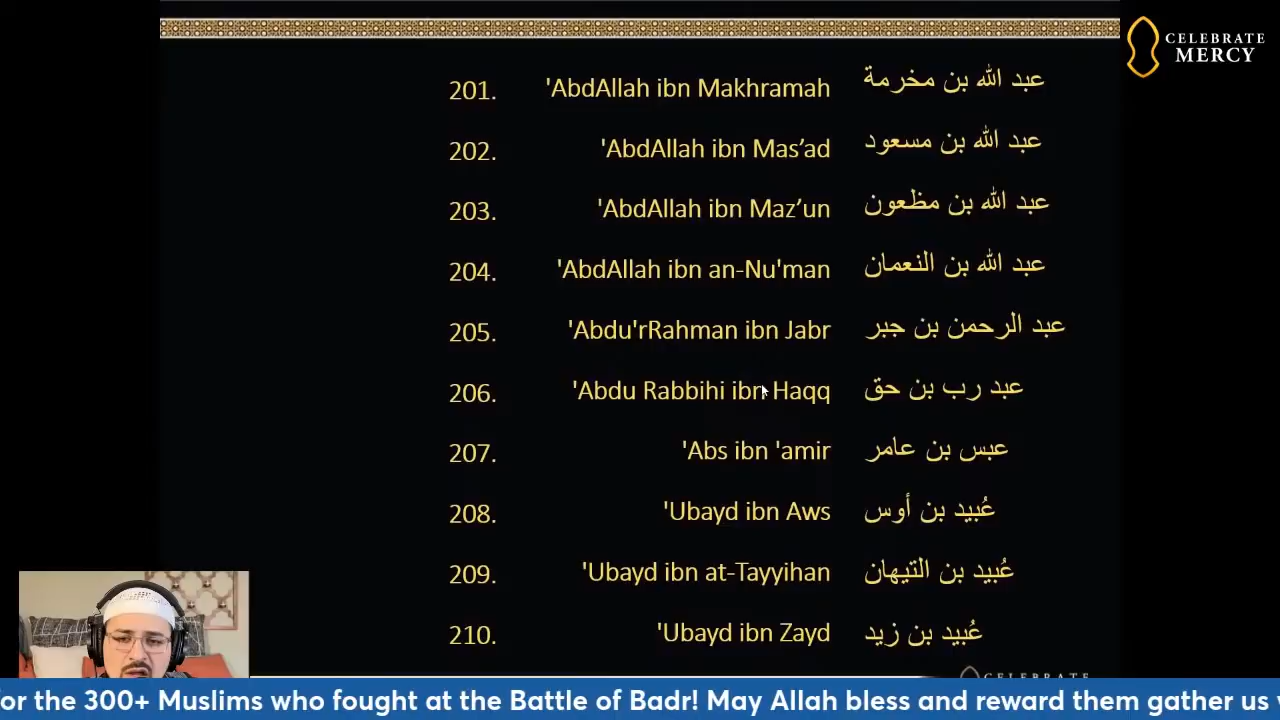 CELEBRATE
MERCY
201. 'AbdAllah ibn Makhramah عبد الله بن مخرمة
202. 'AbdAllah ibn Mas’ad عبد الله بن مسعود
203. 'AbdAllah ibn Maz’un عبد الله بن مظعون
204. 'AbdAllah ibn an-Nu'man عبد الله بن النعمان
205. 'Abdu'rRahman ibn Jabr عبد الرحمن بن جبر
206. 'Abdu Rabbihi ibn Haqq عبد رب بن حق
207. 'Abs ibn 'amir عبس بن عامر
208. 'Ubayd ibn Aws عُبيد بن أوس
209. 'Ubayd ibn at-Tayyihan عُبيد بن التيهان
210. 'Ubayd ibn Zayd عُبيد بن زيد
CELEBRATE
or the 300+ Muslims who fought at the Battle of Badr! May Allah bless and reward them gather us